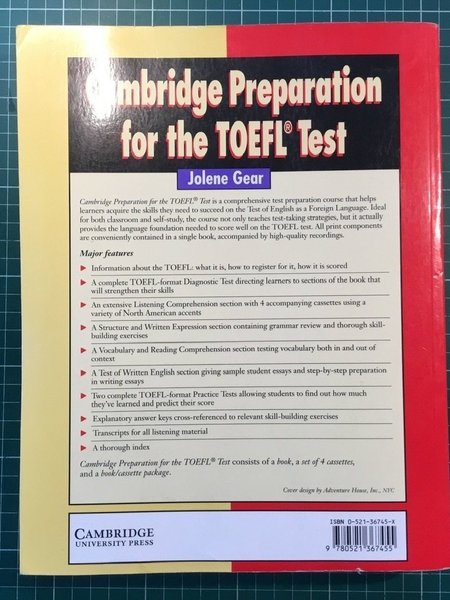 Cambridge Preparation
for the TOEFL® Test
Jolene Gear
Cambridge Preparation for the TOEFL® Test is a comprehensive test preparation course that helps
learners acquire the skills they need to succeed on the Test of English as a Foreign Language. Ideal
for both classroom and self-study, the course not only teaches test-taking strategies, but it actually
provides the language foundation needed to score well on the TOEFL test. All print components
are conveniently contained in a single book, accompanied by high-quality recordings.
Major features
Information about the TOEFL: what it is, how to register for it, how it is scored
A complete TOEFL-format Diagnostic Test directing learners to sections of the book that
will strengthen their skills
An extensive Listening Comprehension section with 4 accompanying cassettes using a
variety of North American accents
A Structure and Written Expression section containing grammar review and thorough skill-
building exercises
A Vocabulary and Reading Comprehension section testing vocabulary both in and out of
context
A Test of Written English section giving sample student essays and step-by-step preparation
in writing essays
Two complete TOEFL-format Practice Tests allowing students to find out how much
they've learned and predict their score
Explanatory answer keys cross-referenced to relevant skill-building exercises
Transcripts for all listening material
A thorough index
Cambridge Preparation for the TOEFL® Test consists of a book, a set of 4 cassettes,
and a book/cassette package.
Cover design by Adventure House, Inc., NYC
CAMBRIDGE
UNIVERSITY PRESS
ISBN 0-521-36745-X
9 780521 367455